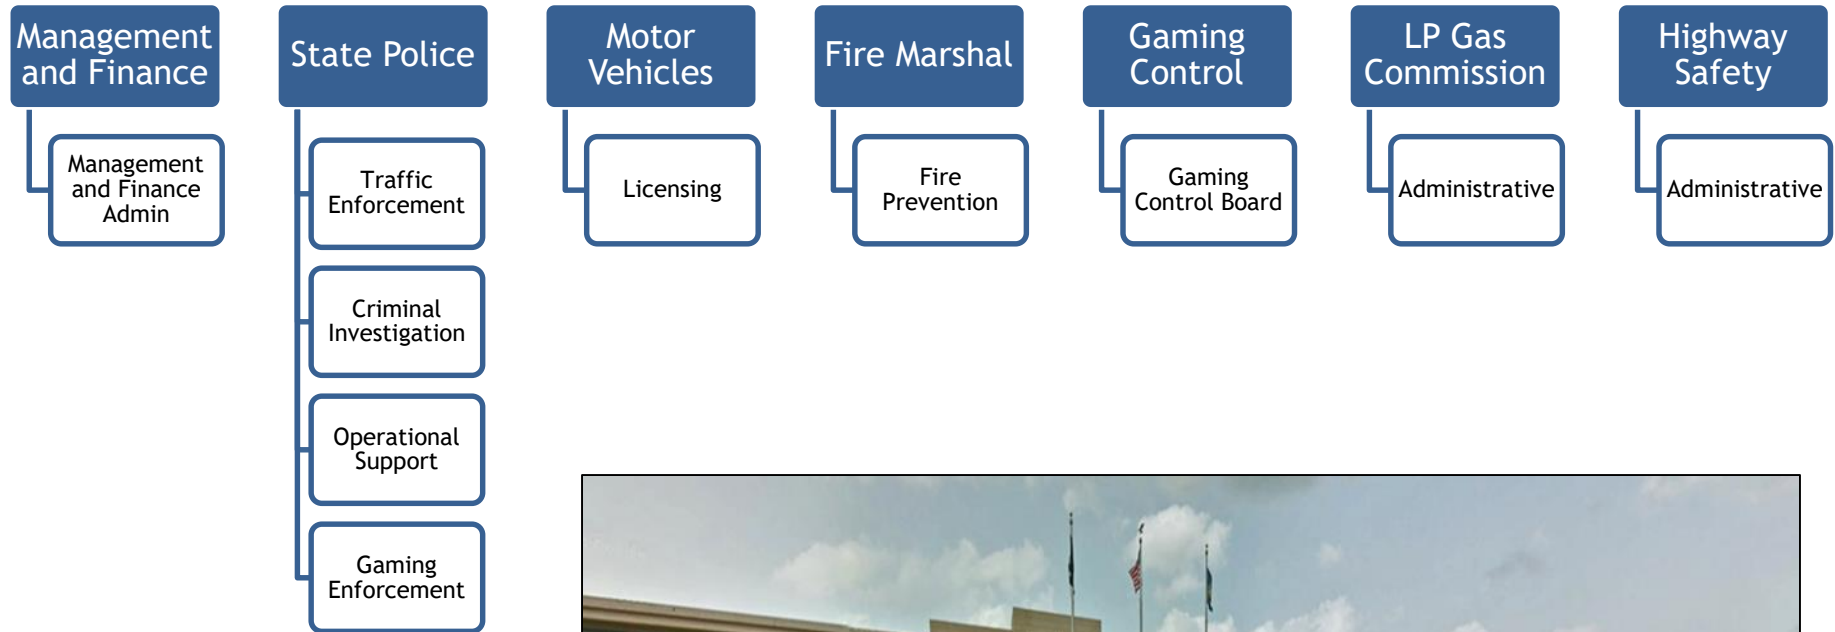 Management
and Finance
Management
and Finance
Admin
State Police
Traffic
Enforcement
Criminal
Investigation
Operational
Support
Gaming
Enforcement
Motor
Vehicles
Licensing
Fire Marshal
Fire
Prevention
Gaming
Control
Gaming
Control Board
LP Gas
Commission
Administrative
Highway
Safety
Administrative